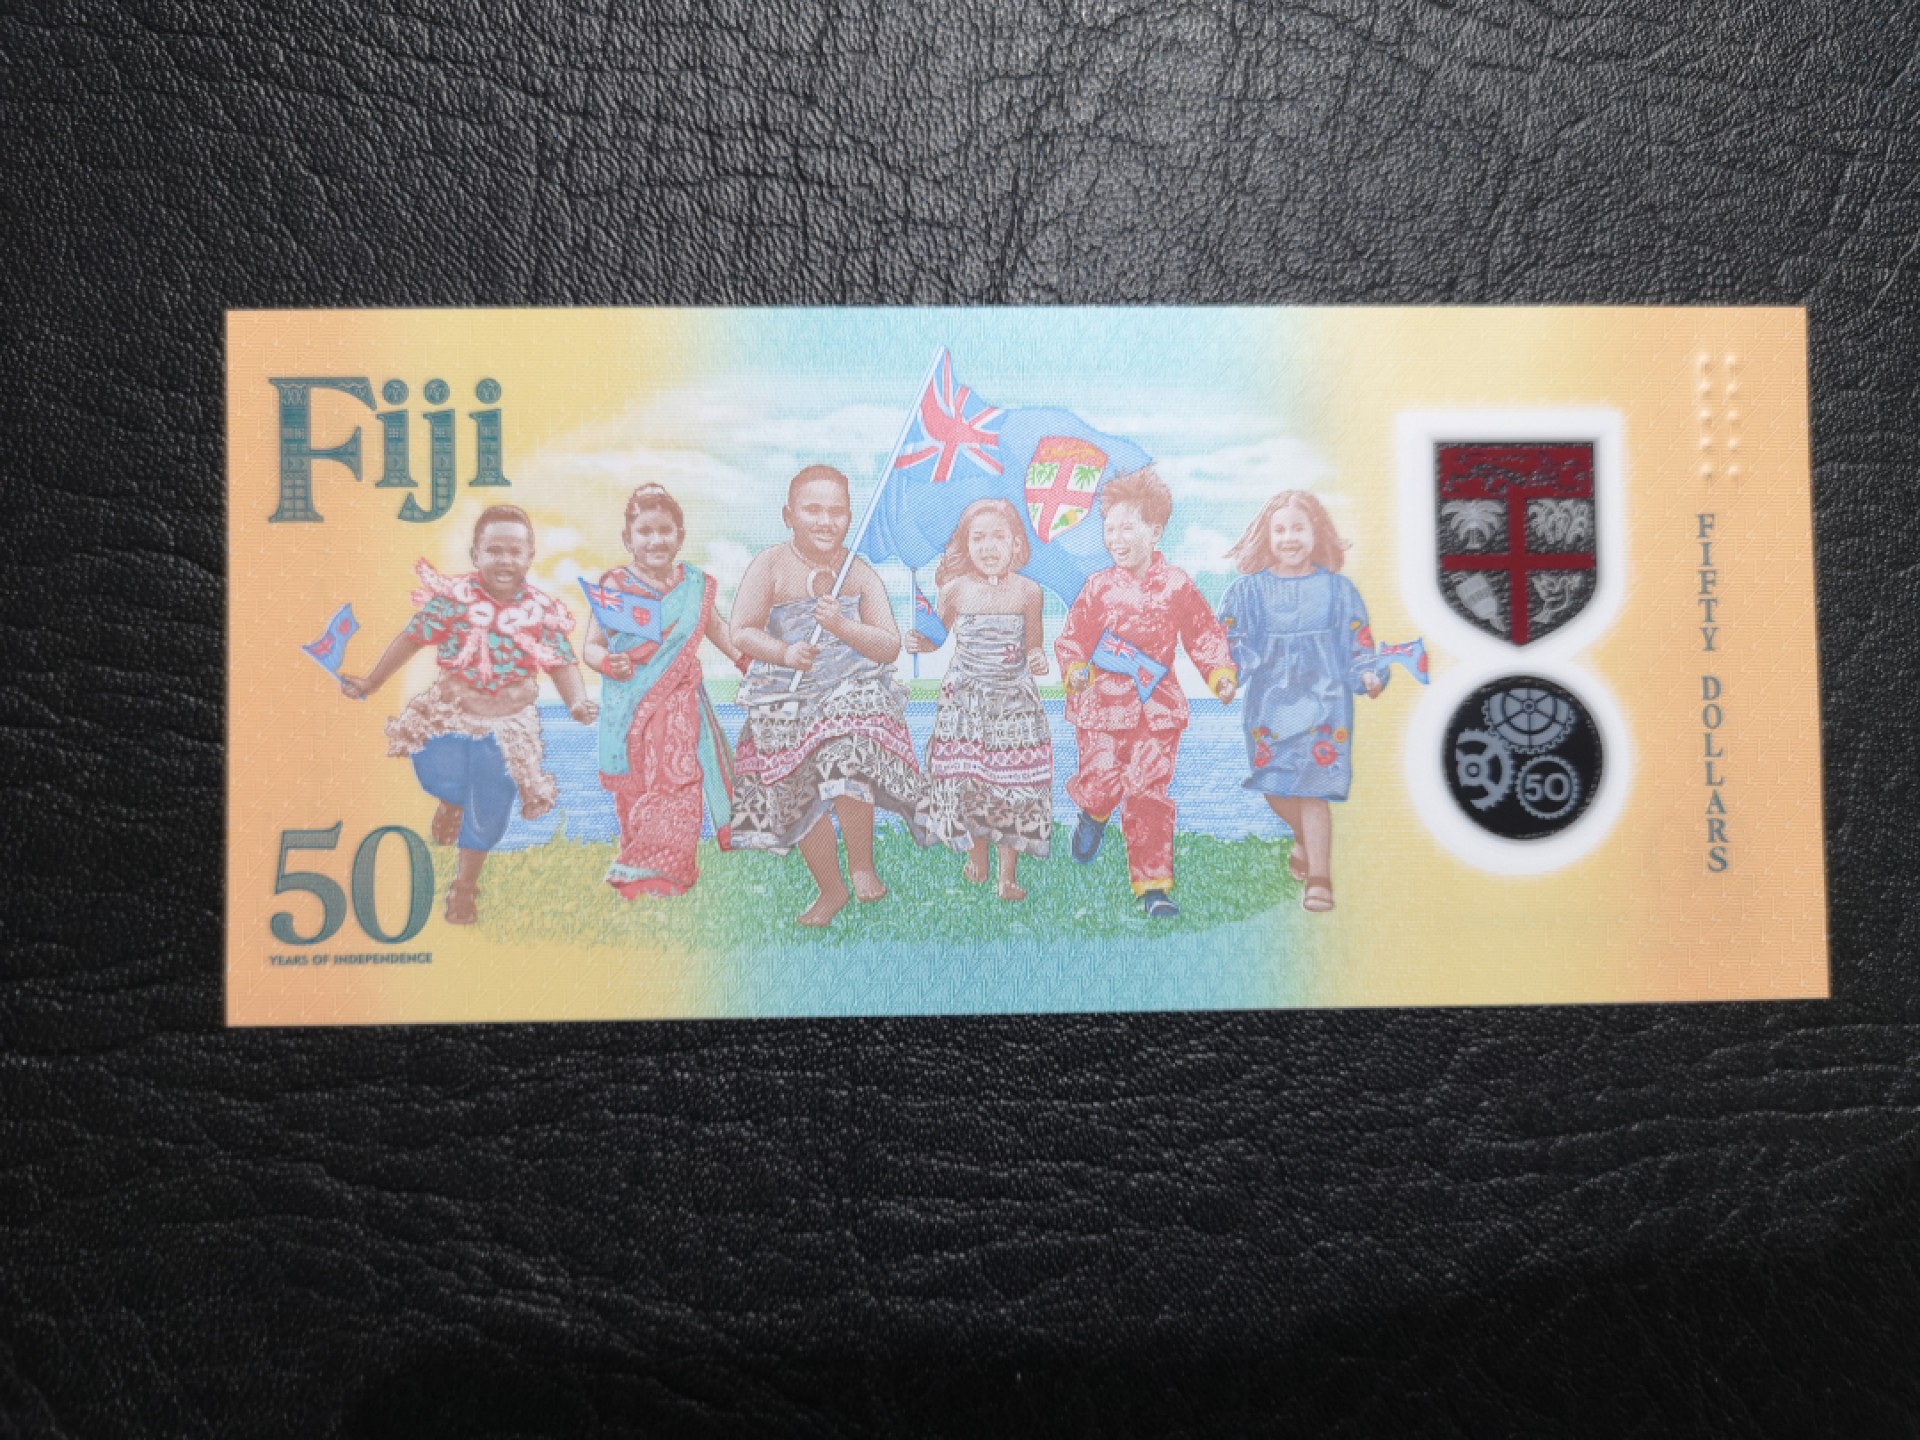 Fiji
50
YEARS OF INDEPENDENCE
50
FIFTY DOLLARS